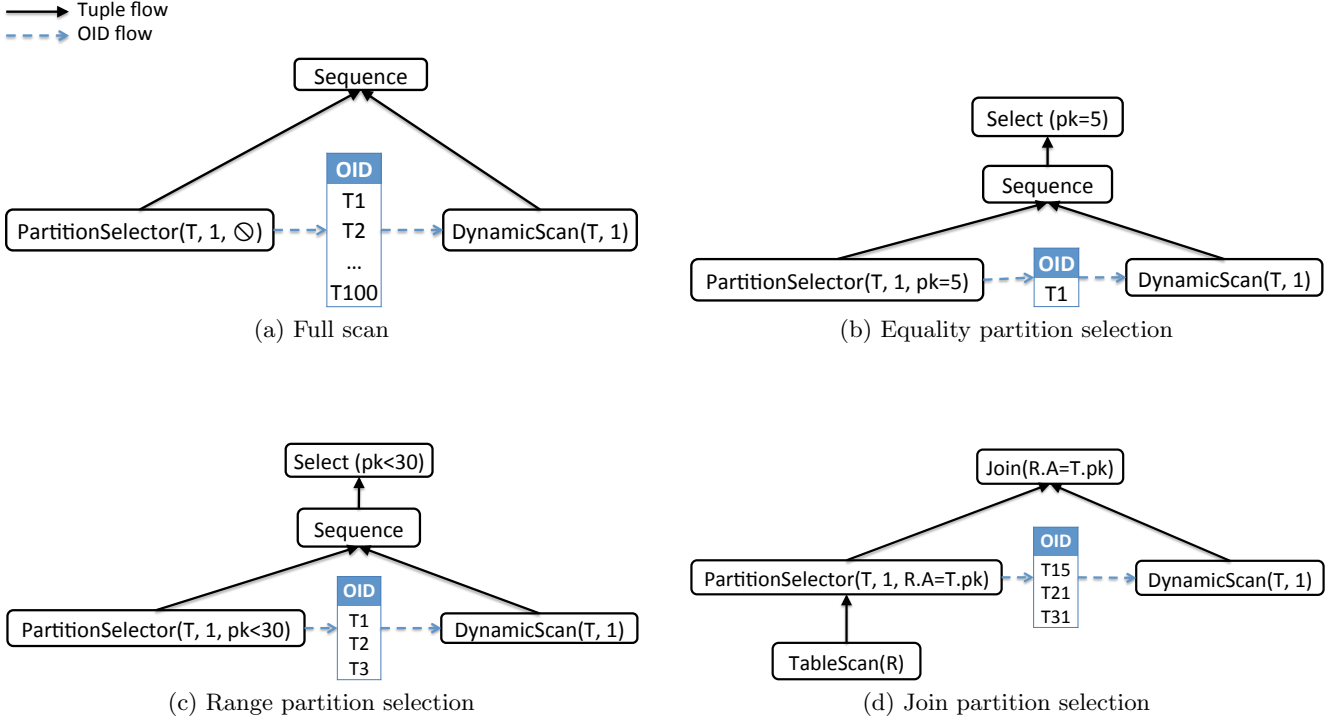 Tuple flow
OID flow
Sequence
OID
T1
T2
...
T100
PartitionSelector(T, 1, ⦸)
DynamicScan(T, 1)
(a) Full scan
Select (pk=5)
Sequence
PartitionSelector(T, 1, pk=5)
OID
T1
DynamicScan(T, 1)
(b) Equality partition selection
Select (pk<30)
Sequence
PartitionSelector(T, 1, pk<30)
OID
T1
T2
T3
DynamicScan(T, 1)
(c) Range partition selection
Join(R.A=T.pk)
PartitionSelector(T, 1, R.A=T.pk)
OID
T15
T21
T31
DynamicScan(T, 1)
TableScan(R)
(d) Join partition selection